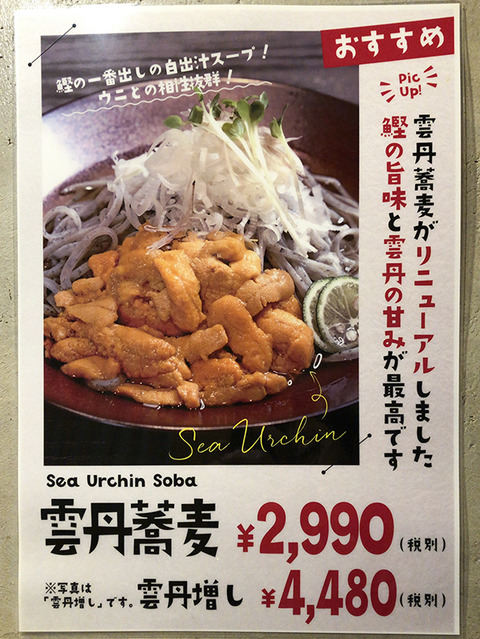 おすすめ
Pic
Up!
鰹の一番出しの白出汁スープ！
ウニとの相性抜群！
雲丹蕎麦がリニューアルしました
鰹の旨味と雲丹の甘みが最高です
Sea Urchin
Sea Urchin Soba
雲丹蕎麦 ¥2,990(税別)
※写真は
「雲丹増し」です。雲丹増し ¥4,480(税別)